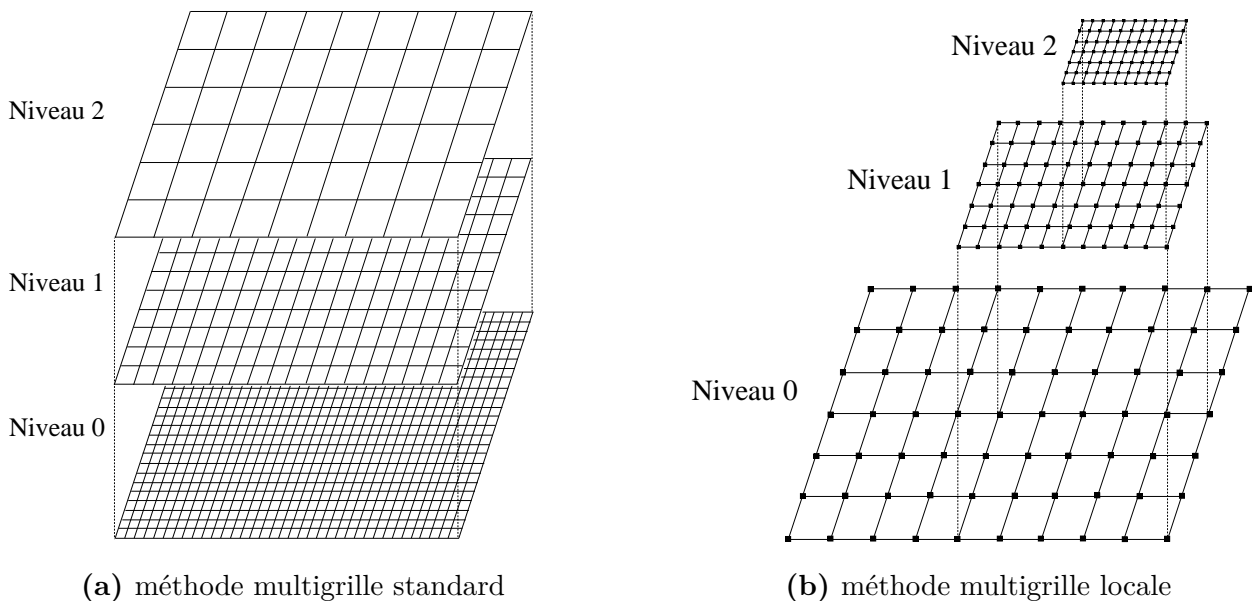 Niveau 2
Niveau 1
Niveau 0
(a) méthode multigrille standard
Niveau 2
Niveau 1
Niveau 0
(b) méthode multigrille locale